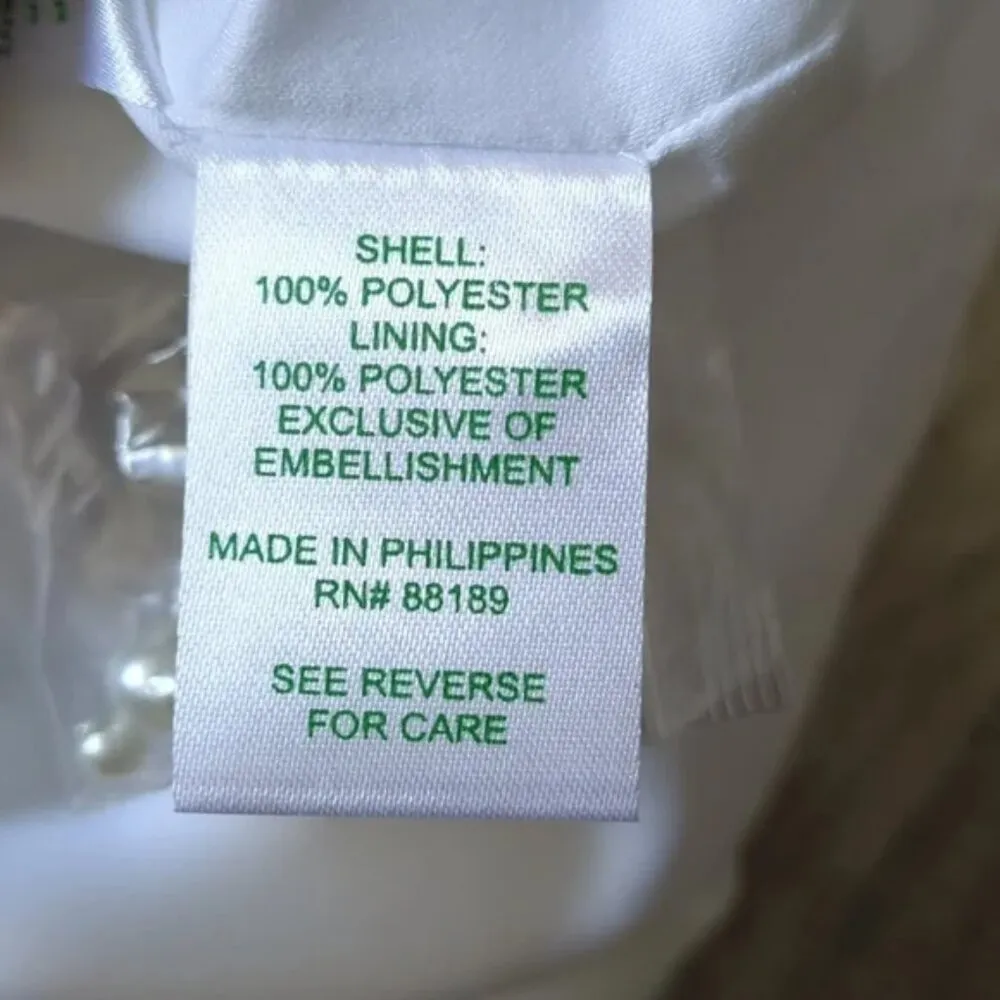 SHELL:
100% POLYESTER
LINING:
100% POLYESTER
EXCLUSIVE OF
EMBELLISHMENT
MADE IN PHILIPPINES
RN# 88189
SEE REVERSE
FOR CARE